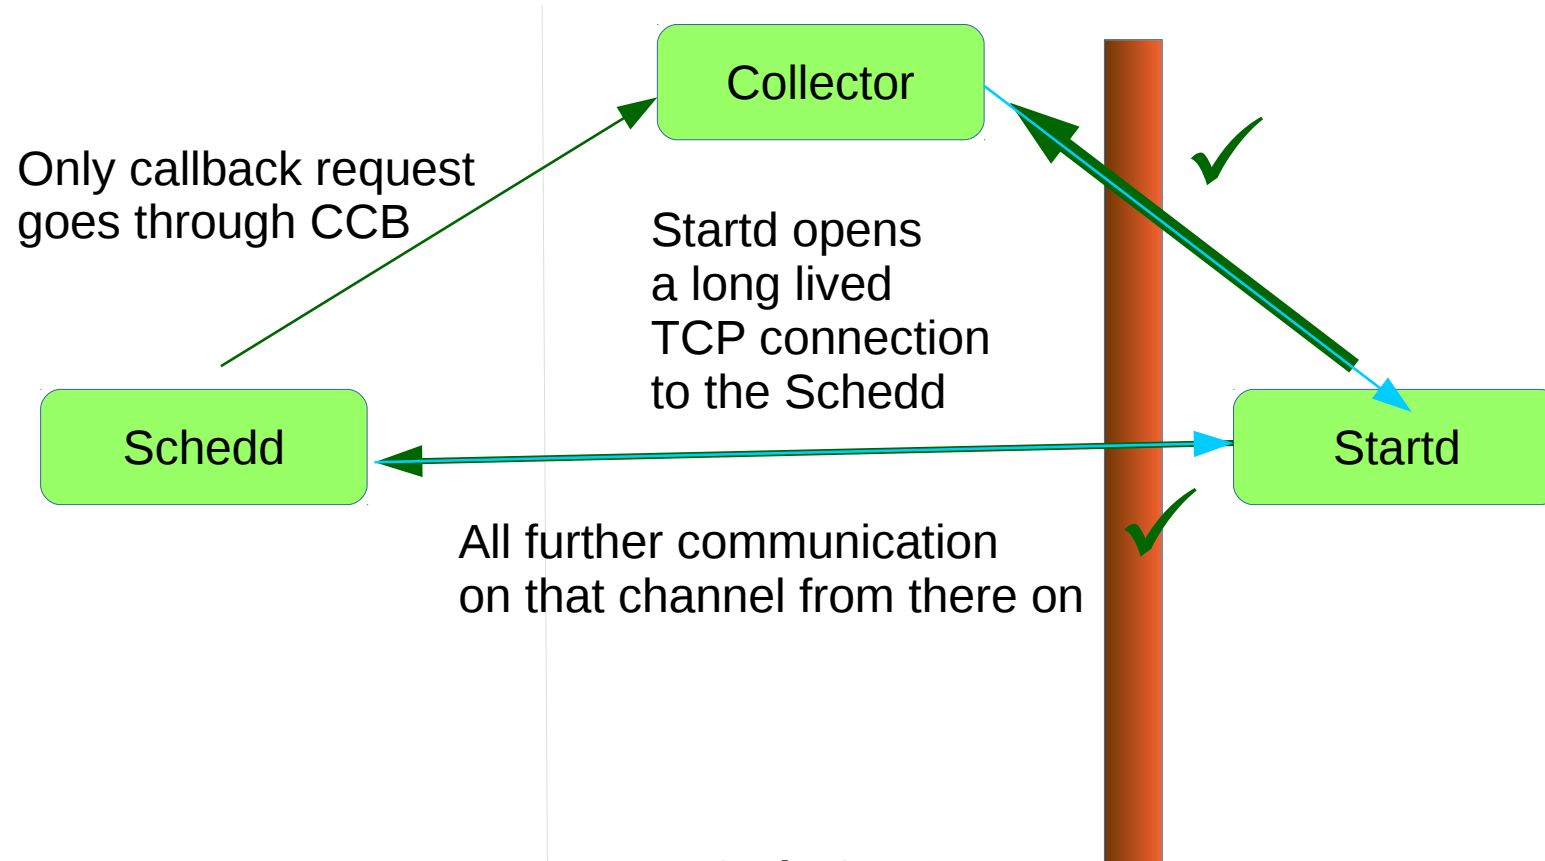 Collector
Only callback request
goes through CCB
Startd opens
a long lived
TCP connection
to the Schedd
Schedd
Startd
All further communication
on that channel from there on